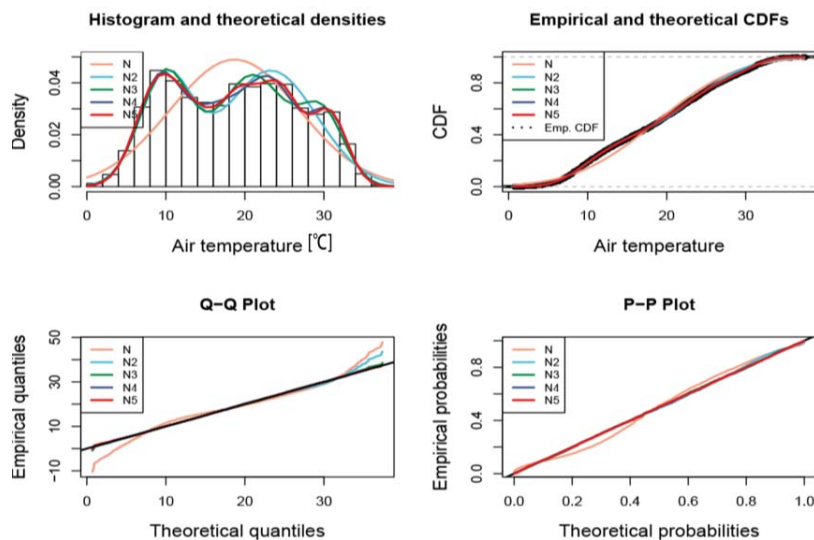 Histogram and theoretical densities
N
N2
N3
N4
N5
Density
0.00
0.02
0.04
0 10 20 30
Air temperature [℃]
Empirical and theoretical CDFs
N
N2
N3
N4
N5
Emp. CDF
CDF
0.0
0.4
0.8
0 10 20 30
Air temperature
Q−Q Plot
N
N2
N3
N4
N5
Empirical quantiles
−10
10
30
50
0 10 20 30
Theoretical quantiles
P−P Plot
N
N2
N3
N4
N5
Empirical probabilities
0.0
0.4
0.8
0.0 0.2 0.4 0.6 0.8 1.0
Theoretical probabilities